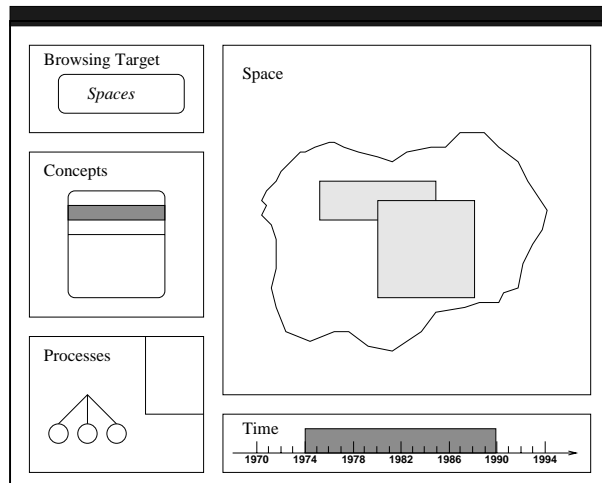 Browsing Target
Spaces
Concepts
Processes
Space
Time
1970 1974 1978 1982 1986 1990 1994